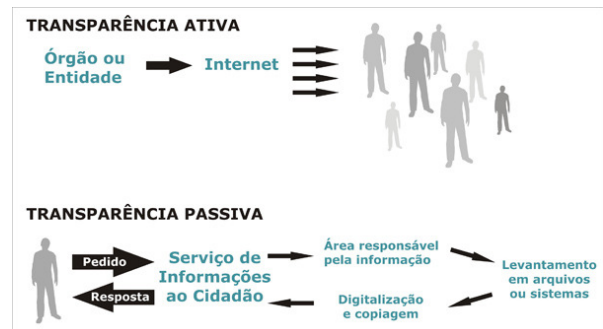 TRANSPARÊNCIA ATIVA
Órgão ou
Entidade
Internet
TRANSPARÊNCIA PASSIVA
Pedido
Resposta
Serviço de
Informações
ao Cidadão
Área responsável
pela informação
Levantamento
em arquivos
ou sistemas
Digitalização
e copiagem